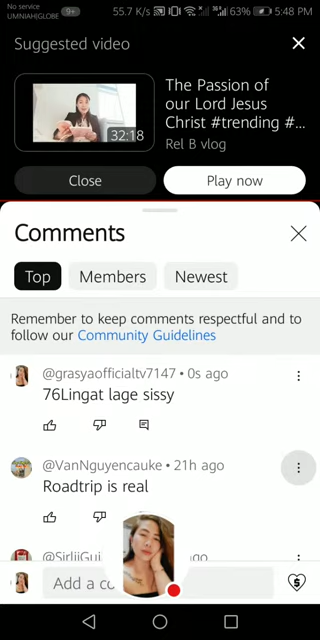 No service
UMNIAH|GLOBE
9+
55.7 K/s
63%
5:48 PM
Suggested video
The Passion of
our Lord Jesus
Christ #trending #...
Rel B vlog
32:18
Close
Play now
Comments
Top
Members
Newest
Remember to keep comments respectful and to
follow our Community Guidelines
@grasyaofficialtv7147 • 0s ago
76Lingat lage sissy
@VanNguyencauke • 21h ago
Roadtrip is real
ago
Add a co